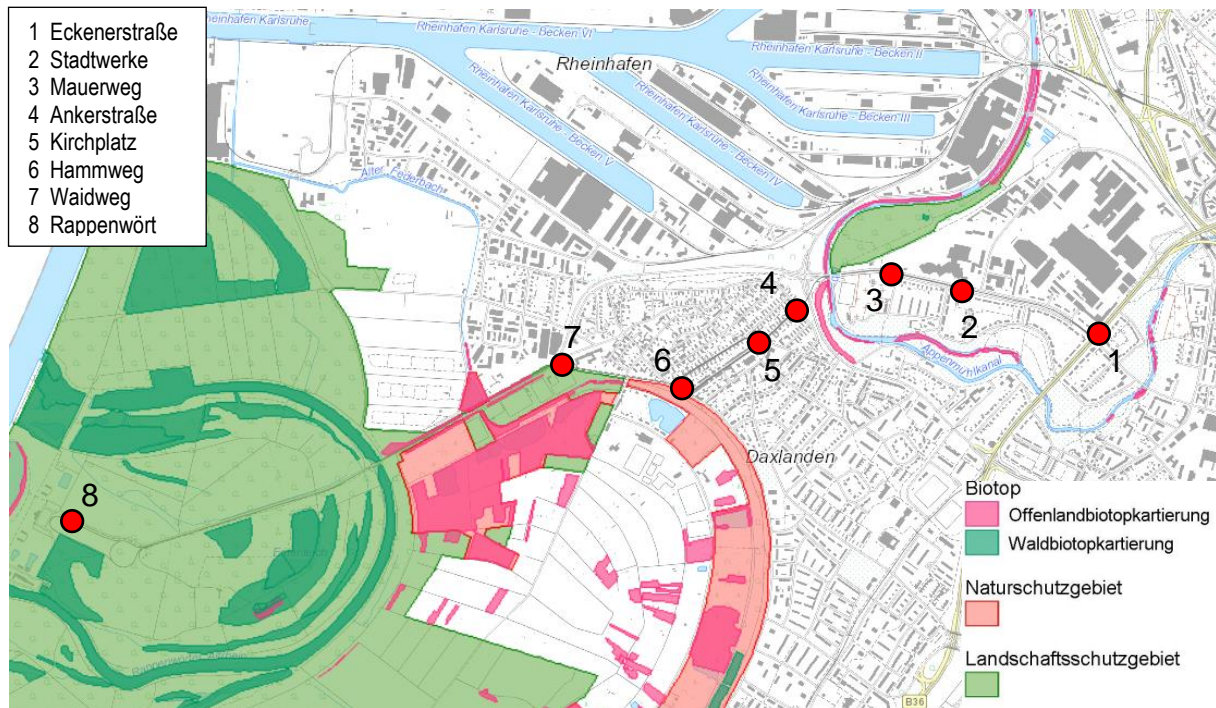 1 Eckenerstraße
2 Stadtwerke
3 Mauerweg
4 Ankerstraße
5 Kirchplatz
6 Hammweg
7 Waidweg
8 Rappenwört
Rheinhafen Karlsruhe - Becken VI
Rheinhafen Karlsruhe - Becken II
Rheinhafen
Rheinhafen Karlsruhe - Becken III
Rheinhafen Karlsruhe - Becken IV
Rheinhafen Karlsruhe - Becken V
Alter Federbach
3
2
4
1
5
7
6
Appenmühlkanal
Daxlanden
8
Biotop
Offenlandbiotopkartierung
Waldbiotopkartierung
Naturschutzgebiet
Landschaftsschutzgebiet
B36